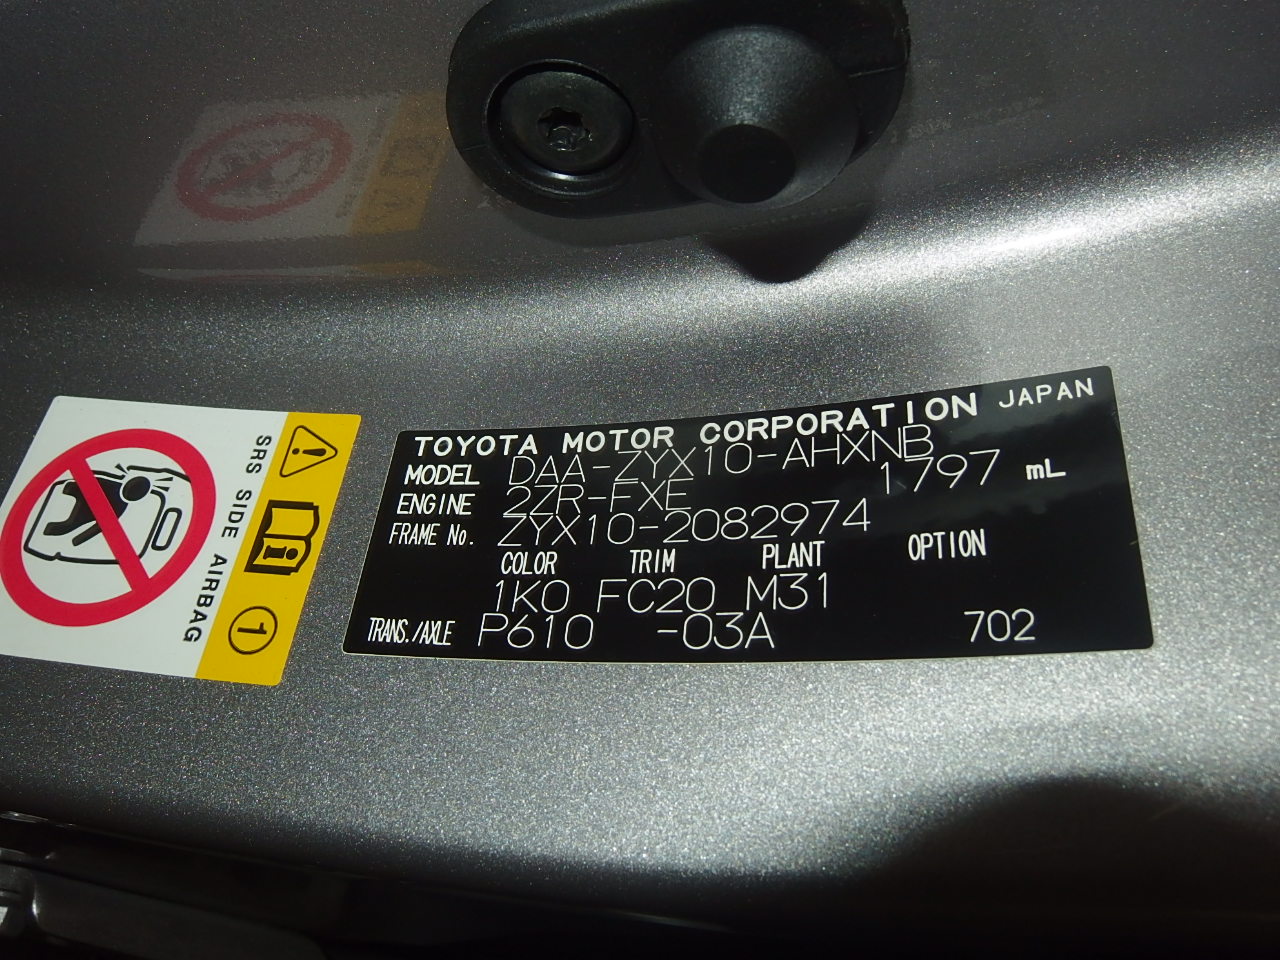 TOYOTA MOTOR CORPORATION JAPAN
MODEL DAA-ZYX10-AHXNB
ENGINE 2ZR-FXE 1797 mL
FRAME No. ZYX10-2082974
COLOR TRIM PLANT OPTION
1K0 FC20 M31
TRANS./AXLE P610 -03A 702
SRS SIDE AIRBAG
1